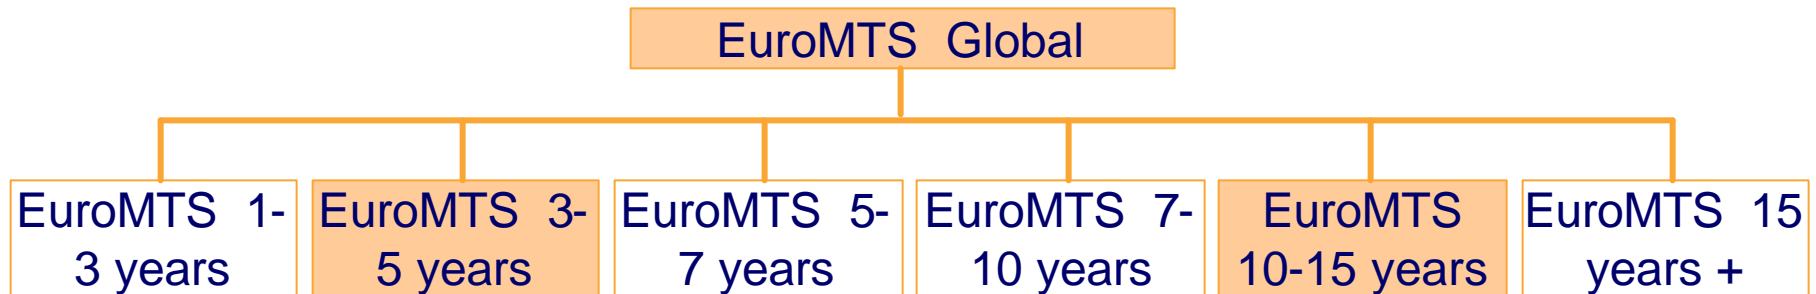 EuroMTS Global
EuroMTS 1-
3 years
EuroMTS 3-
5 years
EuroMTS 5-
7 years
EuroMTS 7-
10 years
EuroMTS
10-15 years
EuroMTS 15
years +